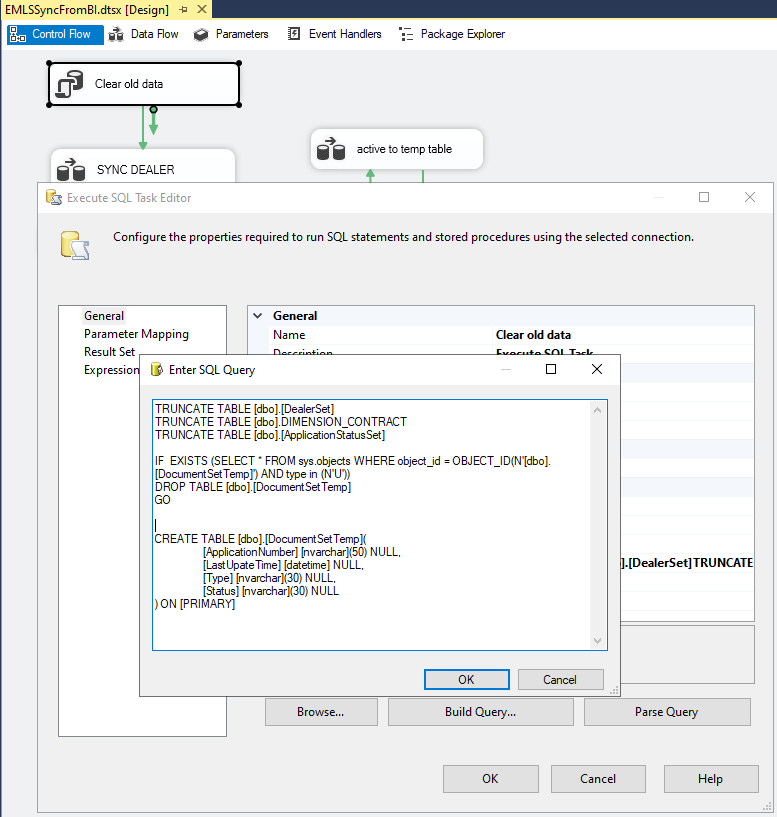 EMLSSyncFromBI.dtsx [Design]
Control Flow
Data Flow
Parameters
Event Handlers
Package Explorer
Clear old data
SYNC DEALER
active to temp table
Execute SQL Task Editor
Configure the properties required to run SQL statements and stored procedures using the selected connection.
General
Parameter Mapping
Result Set
Expression
General
Name
Clear old data
Description
Execute SQL Task
Enter SQL Query
TRUNCATE TABLE [dbo].[DealerSet]
TRUNCATE TABLE [dbo].DIMENSION_CONTRACT
TRUNCATE TABLE [dbo].[ApplicationStatusSet]
IF  EXISTS (SELECT * FROM sys.objects WHERE object_id = OBJECT_ID(N'[dbo].
[DocumentSetTemp]') AND type in (N'U'))
DROP TABLE [dbo].[DocumentSetTemp]
GO
CREATE TABLE [dbo].[DocumentSetTemp](
[ApplicationNumber] [nvarchar](50) NULL,
[LastUpateTime] [datetime] NULL,
[Type] [nvarchar](30) NULL,
[Status] [nvarchar](30) NULL
) ON [PRIMARY]
].[DealerSet]TRUNCATE
OK
Cancel
Browse...
Build Query...
Parse Query
OK
Cancel
Help